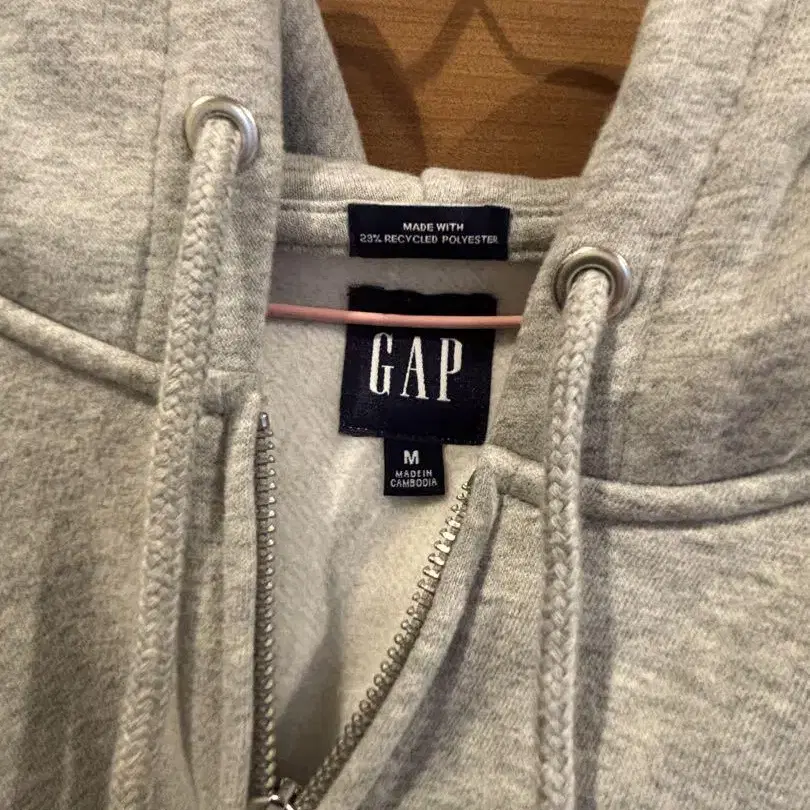 MADE WITH
23% RECYCLED POLYESTER
GAP
M
MADE IN
CAMBODIA